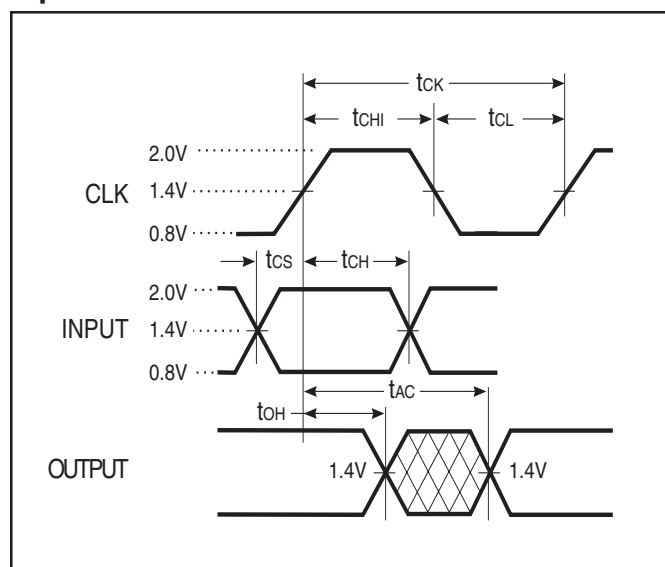 tCK
tCHI tCL
2.0V
CLK 1.4V
0.8V
tCS tCH
2.0V
INPUT 1.4V
0.8V
tAC
tOH
OUTPUT 1.4V 1.4V